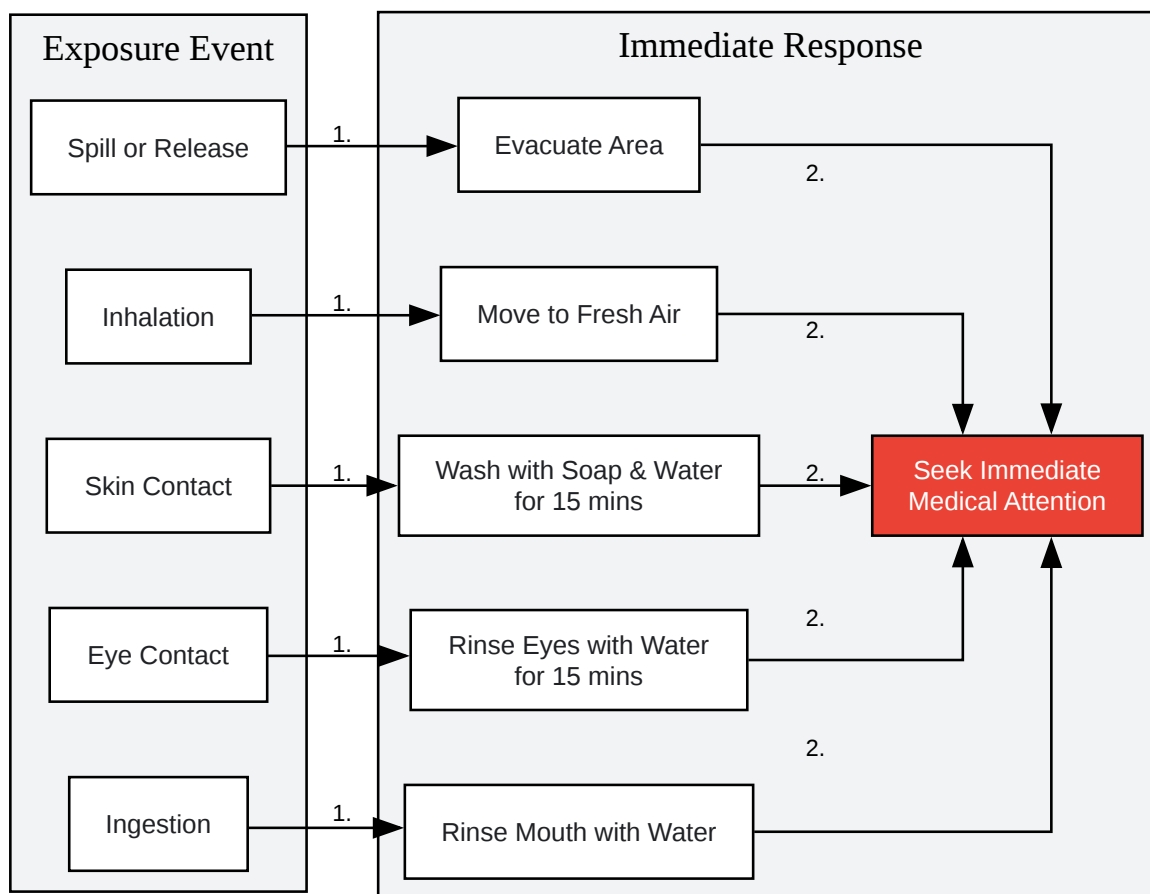 Exposure Event
Immediate Response
Spill or Release
1.
Evacuate Area
2.
Inhalation
1.
Move to Fresh Air
2.
Skin Contact
1.
Wash with Soap & Water
for 15 mins
2.
Seek Immediate
Medical Attention
Eye Contact
1.
Rinse Eyes with Water
for 15 mins
2.
Ingestion
1.
Rinse Mouth with Water
2.